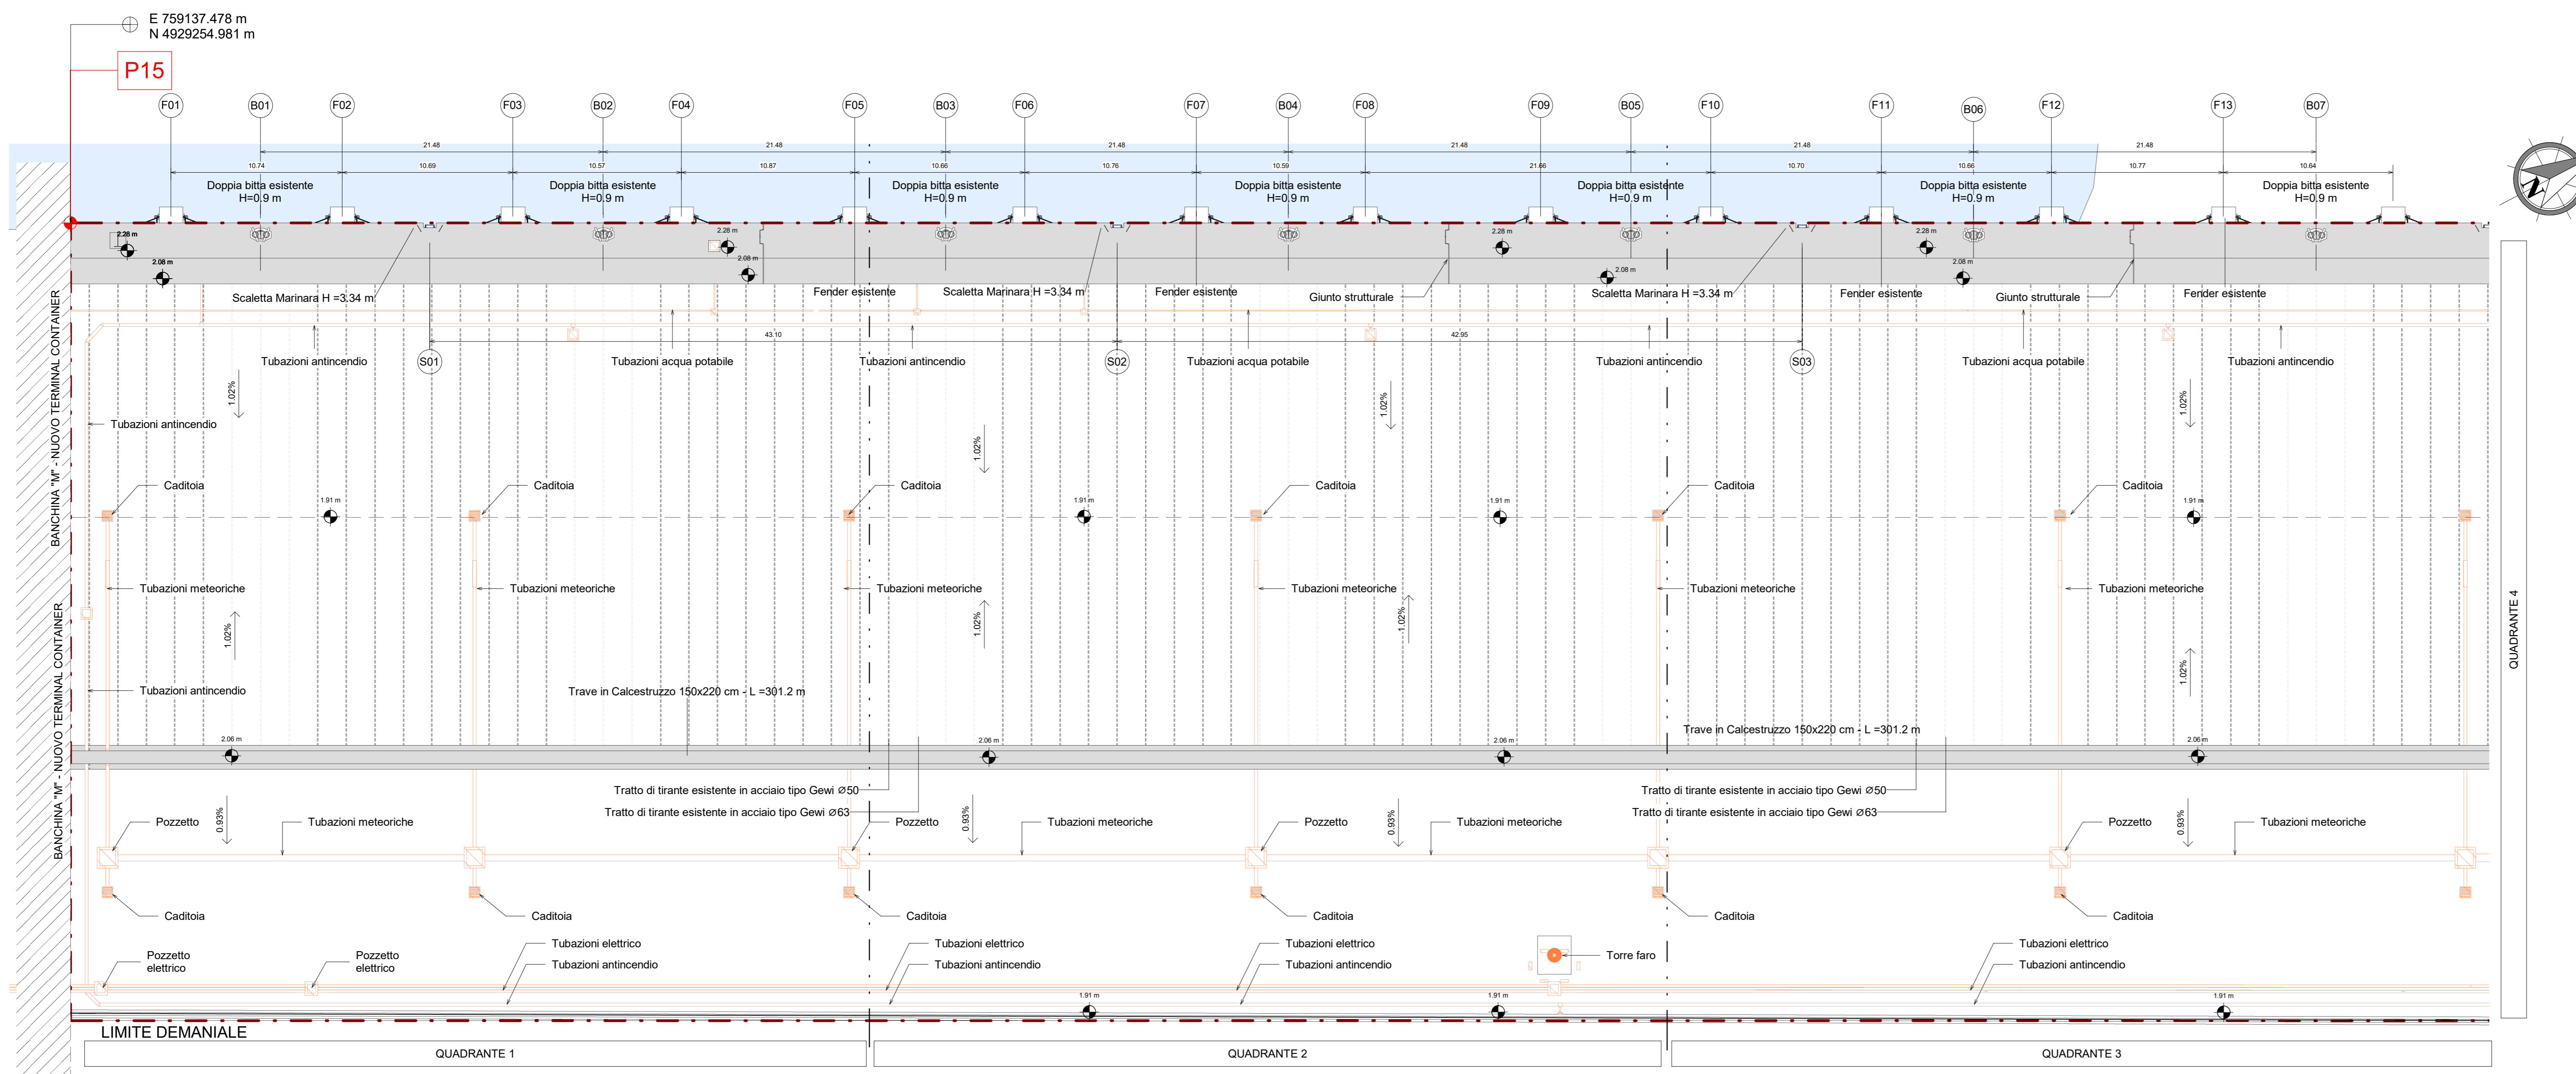 E 759137.478 m
N 4929254.981 m
P15
F01 B01 F02 F03 B02 F04 F05 B03 F06 F07 B04 F08 F09 B05 F10 F11 B06 F12 F13 B07
21.48 21.48 21.48 21.48 21.48 21.48
10.74 10.69 10.57 10.87 10.66 10.76 10.59 21.66 10.70 10.66 10.77 10.64
Doppia bitta esistente
H=0.9 m
Doppia bitta esistente
H=0.9 m
Doppia bitta esistente
H=0.9 m
Doppia bitta esistente
H=0.9 m
Doppia bitta esistente
H=0.9 m
Doppia bitta esistente
H=0.9 m
Doppia bitta esistente
H=0.9 m
N
2.28 m 2.28 m 2.28 m 2.28 m
2.08 m 2.08 m 2.08 m 2.08 m
Scaletta Marinara H =3.34 m
Fender esistente
Scaletta Marinara H =3.34 m
Fender esistente
Giunto strutturale
Scaletta Marinara H =3.34 m
Fender esistente
Giunto strutturale
Fender esistente
43.10 42.95
Tubazioni antincendio
S01
Tubazioni acqua potabile
Tubazioni antincendio
S02
Tubazioni acqua potabile
Tubazioni antincendio
S03
Tubazioni acqua potabile
Tubazioni antincendio
BANCHINA "M" - NUOVO TERMINAL CONTAINER
1.02% 1.02% 1.02% 1.02%
Tubazioni antincendio
Caditoia Caditoia Caditoia Caditoia Caditoia Caditoia
1.91 m 1.91 m 1.91 m 1.91 m
Tubazioni meteoriche Tubazioni meteoriche Tubazioni meteoriche Tubazioni meteoriche Tubazioni meteoriche Tubazioni meteoriche
BANCHINA "M" - NUOVO TERMINAL CONTAINER
1.02% 1.02% 1.02% 1.02%
QUADRANTE 4
Tubazioni antincendio
Trave in Calcestruzzo 150x220 cm - L =301.2 m
Trave in Calcestruzzo 150x220 cm - L =301.2 m
2.06 m 2.06 m 2.06 m 2.06 m
Tratto di tirante esistente in acciaio tipo Gewi Ø50
Tratto di tirante esistente in acciaio tipo Gewi Ø63
Tratto di tirante esistente in acciaio tipo Gewi Ø50
Tratto di tirante esistente in acciaio tipo Gewi Ø63
0.93% 0.93% 0.93% 0.93%
Pozzetto Tubazioni meteoriche Pozzetto Tubazioni meteoriche Pozzetto Tubazioni meteoriche Pozzetto Tubazioni meteoriche
Caditoia Caditoia Caditoia Caditoia Caditoia Caditoia
Pozzetto
elettrico
Pozzetto
elettrico
Tubazioni elettrico
Tubazioni antincendio
Tubazioni elettrico
Tubazioni antincendio
Tubazioni elettrico
Tubazioni antincendio
Torre faro
Tubazioni elettrico
Tubazioni antincendio
1.91 m 1.91 m 1.91 m
LIMITE DEMANIALE
QUADRANTE 1 QUADRANTE 2 QUADRANTE 3